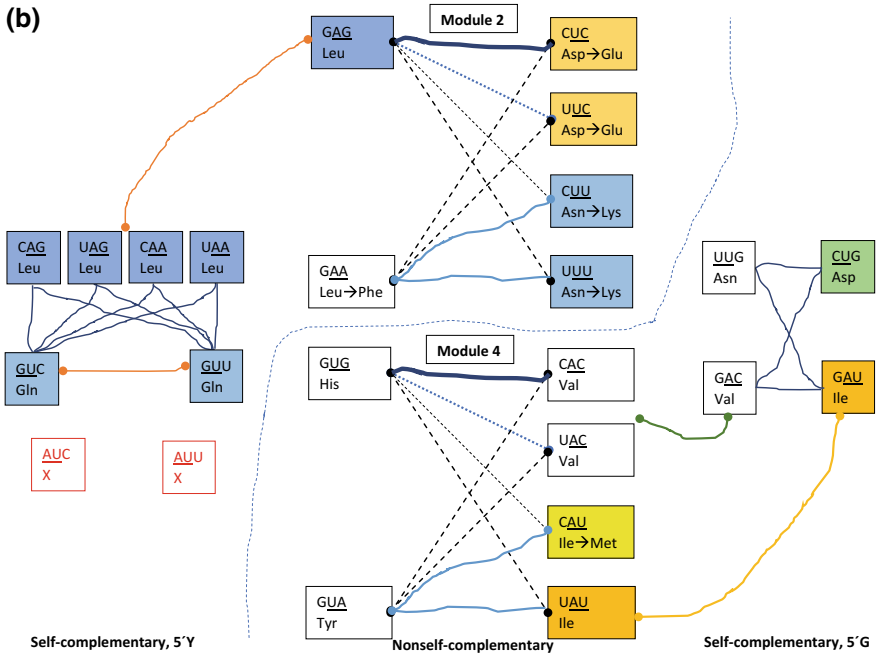 (b)
GAG
Leu
Module 2
CUC
Asp→Glu
UUC
Asp→Glu
CUU
Asn→Lys
GAA
Leu→Phe
UUU
Asn→Lys
CAG
Leu
UAG
Leu
CAA
Leu
UAA
Leu
GUC
Gln
GUU
Gln
AUC
X
AUU
X
UUG
Asn
CUG
Asp
GAC
Val
GAU
Ile
GUG
His
Module 4
CAC
Val
UAC
Val
CAU
Ile→Met
GUA
Tyr
UAU
Ile
Self-complementary, 5´Y
Nonself-complementary
Self-complementary, 5´G